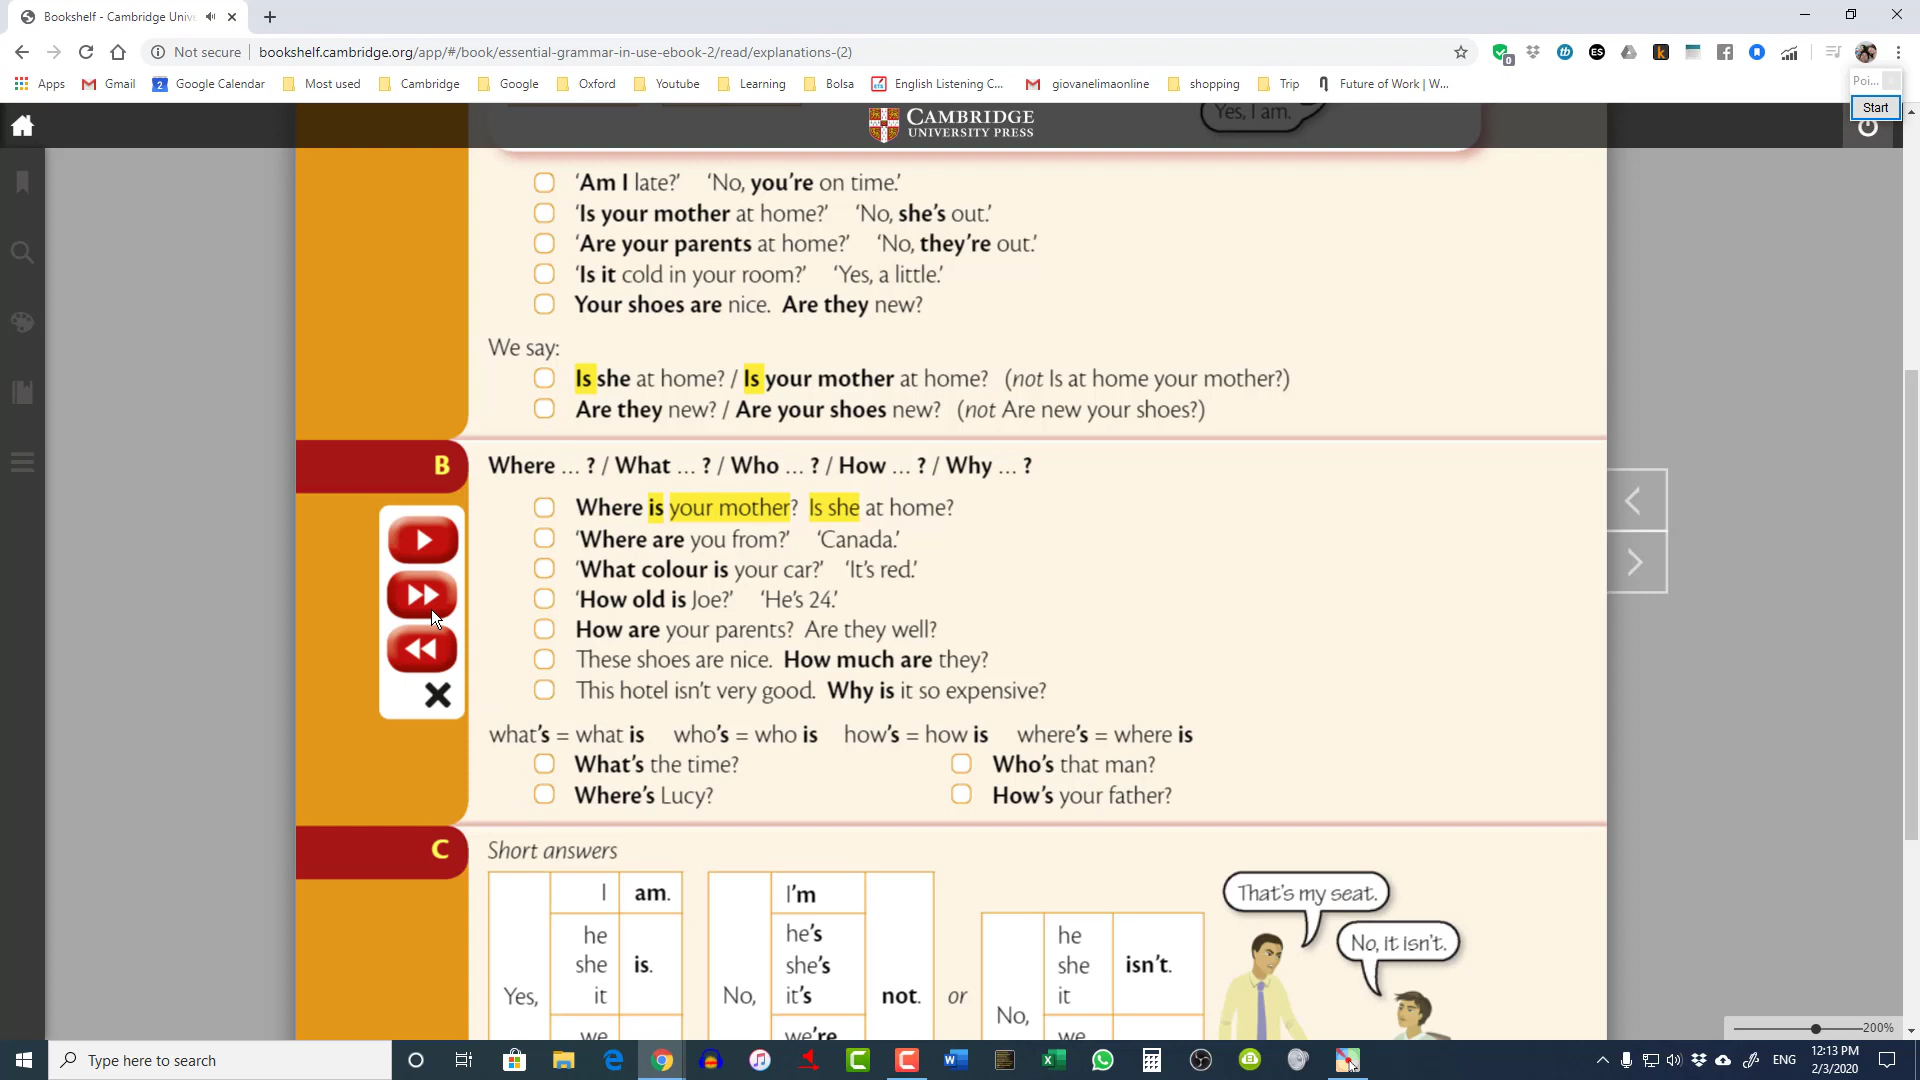 Bookshelf - Cambridge Unive
Not secure bookshelf.cambridge.org/app/#/book/essential-grammar-in-use-ebook-2/read/explanations-(2)
Apps Gmail Google Calendar Most used Cambridge Google Oxford Youtube Learning Bolsa English Listening C... giovanelimaonline shopping Trip Future of Work | W...
Poi...
Start
CAMBRIDGE
UNIVERSITY PRESS
Yes, I am.
‘Am I late?’ ‘No, you’re on time.’
‘Is your mother at home?’ ‘No, she’s out.’
‘Are your parents at home?’ ‘No, they’re out.’
‘Is it cold in your room?’ ‘Yes, a little.’
Your shoes are nice. Are they new?
We say:
Is she at home? / Is your mother at home? (not Is at home your mother?)
Are they new? / Are your shoes new? (not Are new your shoes?)
B
Where … ? / What … ? / Who … ? / How … ? / Why … ?
Where is your mother? Is she at home?
‘Where are you from?’ ‘Canada.’
‘What colour is your car?’ ‘It’s red.’
‘How old is Joe?’ ‘He’s 24.’
How are your parents? Are they well?
These shoes are nice. How much are they?
This hotel isn’t very good. Why is it so expensive?
what’s = what is who’s = who is how’s = how is where’s = where is
What’s the time? Who’s that man?
Where’s Lucy? How’s your father?
C
Short answers
Yes,
I am.
he
she is.
it
we
No,
I’m
he’s
she’s
it’s not.
we’re
or
No,
he
she isn’t.
it
we
That’s my seat.
No, it isn’t.
200%
Type here to search
ENG
12:13 PM
2/3/2020